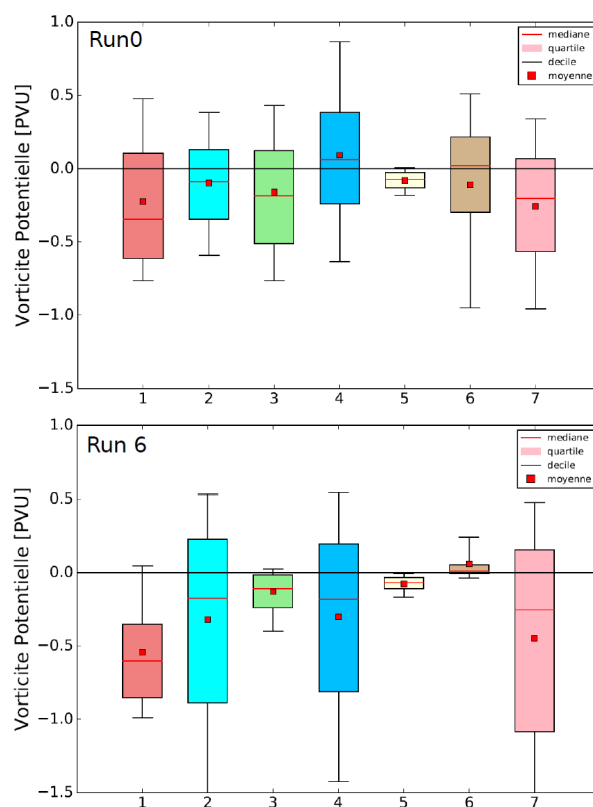 Run0
mediane
quartile
decile
moyenne
Vorticite Potentielle [PVU]
1.0
0.5
0.0
−0.5
−1.0
−1.5
1 2 3 4 5 6 7
Run 6
mediane
quartile
decile
moyenne
Vorticite Potentielle [PVU]
1.0
0.5
0.0
−0.5
−1.0
−1.5
1 2 3 4 5 6 7